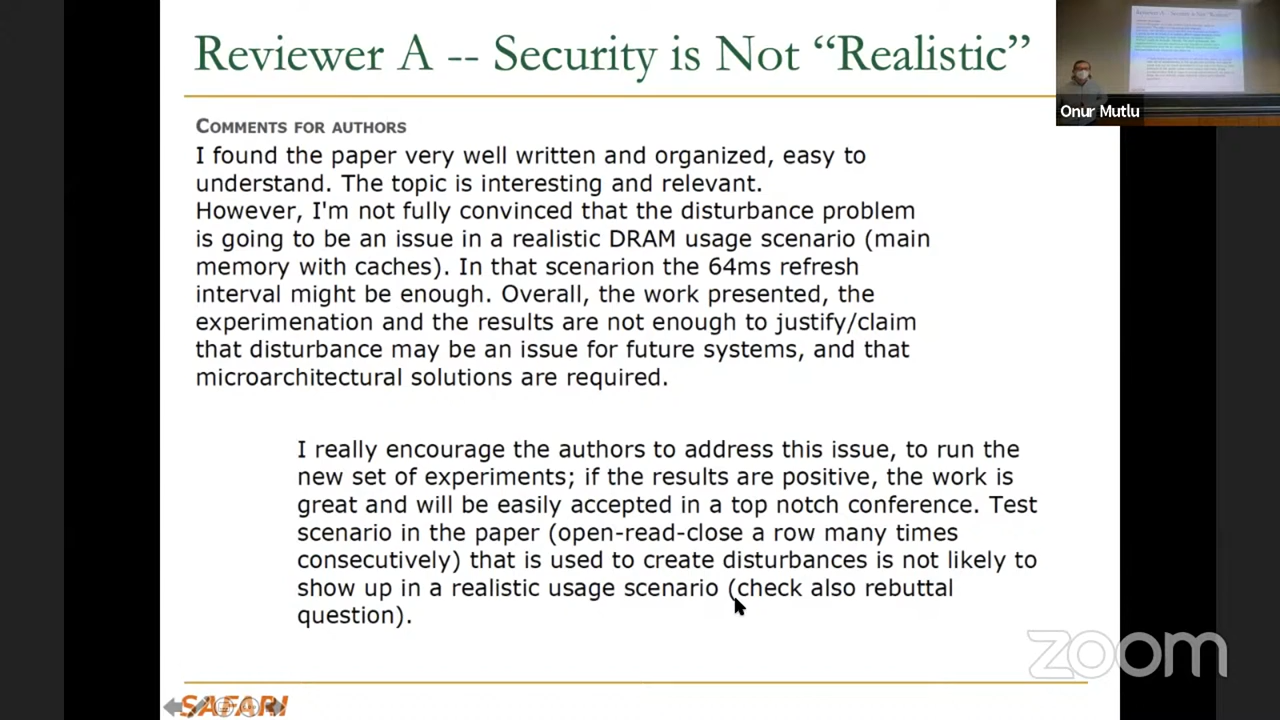 Reviewer A -- Security is Not “Realistic”
Onur Mutlu
COMMENTS FOR AUTHORS
I found the paper very well written and organized, easy to
understand. The topic is interesting and relevant.
However, I'm not fully convinced that the disturbance problem
is going to be an issue in a realistic DRAM usage scenario (main
memory with caches). In that scenarion the 64ms refresh
interval might be enough. Overall, the work presented, the
experimenation and the results are not enough to justify/claim
that disturbance may be an issue for future systems, and that
microarchitectural solutions are required.
I really encourage the authors to address this issue, to run the
new set of experiments; if the results are positive, the work is
great and will be easily accepted in a top notch conference. Test
scenario in the paper (open-read-close a row many times
consecutively) that is used to create disturbances is not likely to
show up in a realistic usage scenario (check also rebuttal
question).
zoom
SAFARI